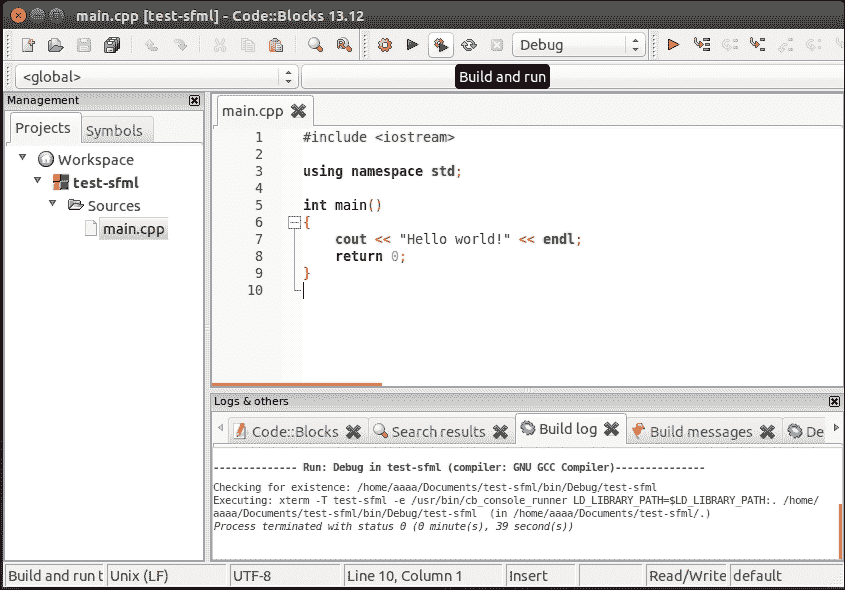 main.cpp [test-sfml] - Code::Blocks 13.12
Debug
<global>
Build and run
Management
Projects
Symbols
Workspace
test-sfml
Sources
main.cpp
main.cpp
1 #include <iostream>
2
3 using namespace std;
4
5 int main()
6 {
7 cout << "Hello world!" << endl;
8 return 0;
9 }
10
Logs & others
Code::Blocks
Search results
Build log
Build messages
De
-------------- Run: Debug in test-sfml (compiler: GNU GCC Compiler)---------------
Checking for existence: /home/aaaa/Documents/test-sfml/bin/Debug/test-sfml
Executing: xterm -T test-sfml -e /usr/bin/cb_console_runner LD_LIBRARY_PATH=$LD_LIBRARY_PATH:. /home/
aaaa/Documents/test-sfml/bin/Debug/test-sfml (in /home/aaaa/Documents/test-sfml/.)
Process terminated with status 0 (0 minute(s), 39 second(s))
Build and run t
Unix (LF)
UTF-8
Line 10, Column 1
Insert
Read/Write
default